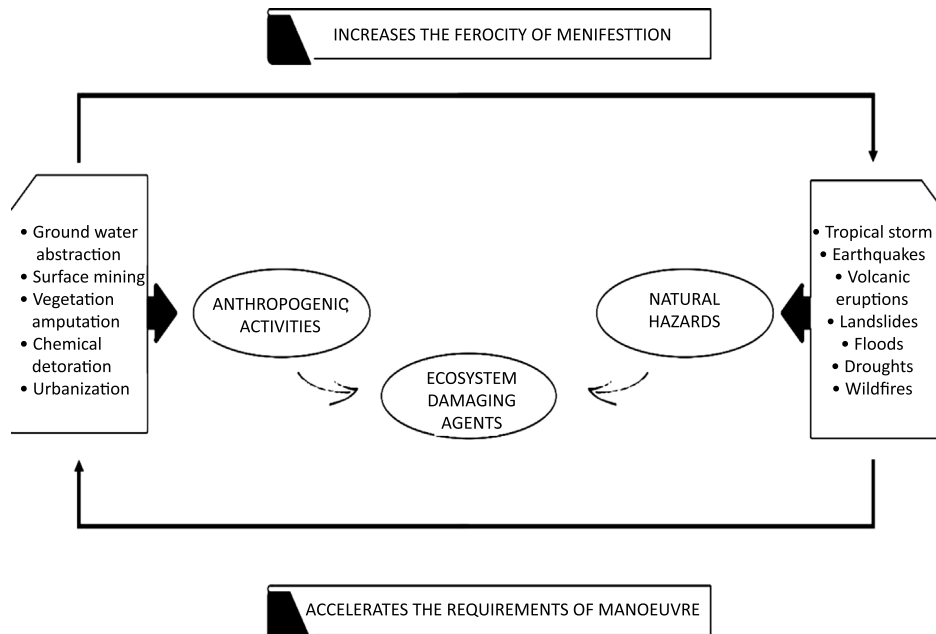 INCREASES THE FEROCITY OF MENIFESTTION
• Ground water
abstraction
• Surface mining
• Vegetation
amputation
• Chemical
detoration
• Urbanization
ANTHROPOGENIC
ACTIVITIES
ECOSYSTEM
DAMAGING
AGENTS
NATURAL
HAZARDS
• Tropical storm
• Earthquakes
• Volcanic
eruptions
• Landslides
• Floods
• Droughts
• Wildfires
ACCELERATES THE REQUIREMENTS OF MANOEUVRE